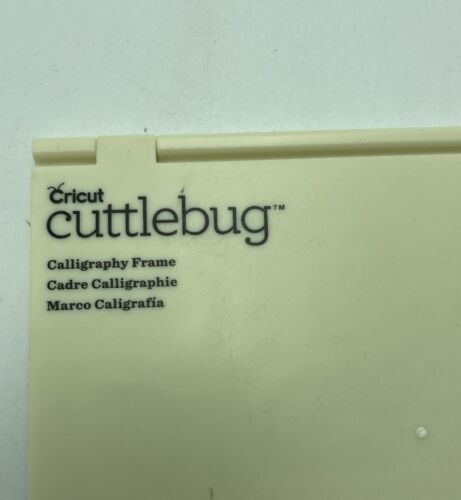 Cricut
cuttlebug™
Calligraphy Frame
Cadre Calligraphie
Marco Caligrafía